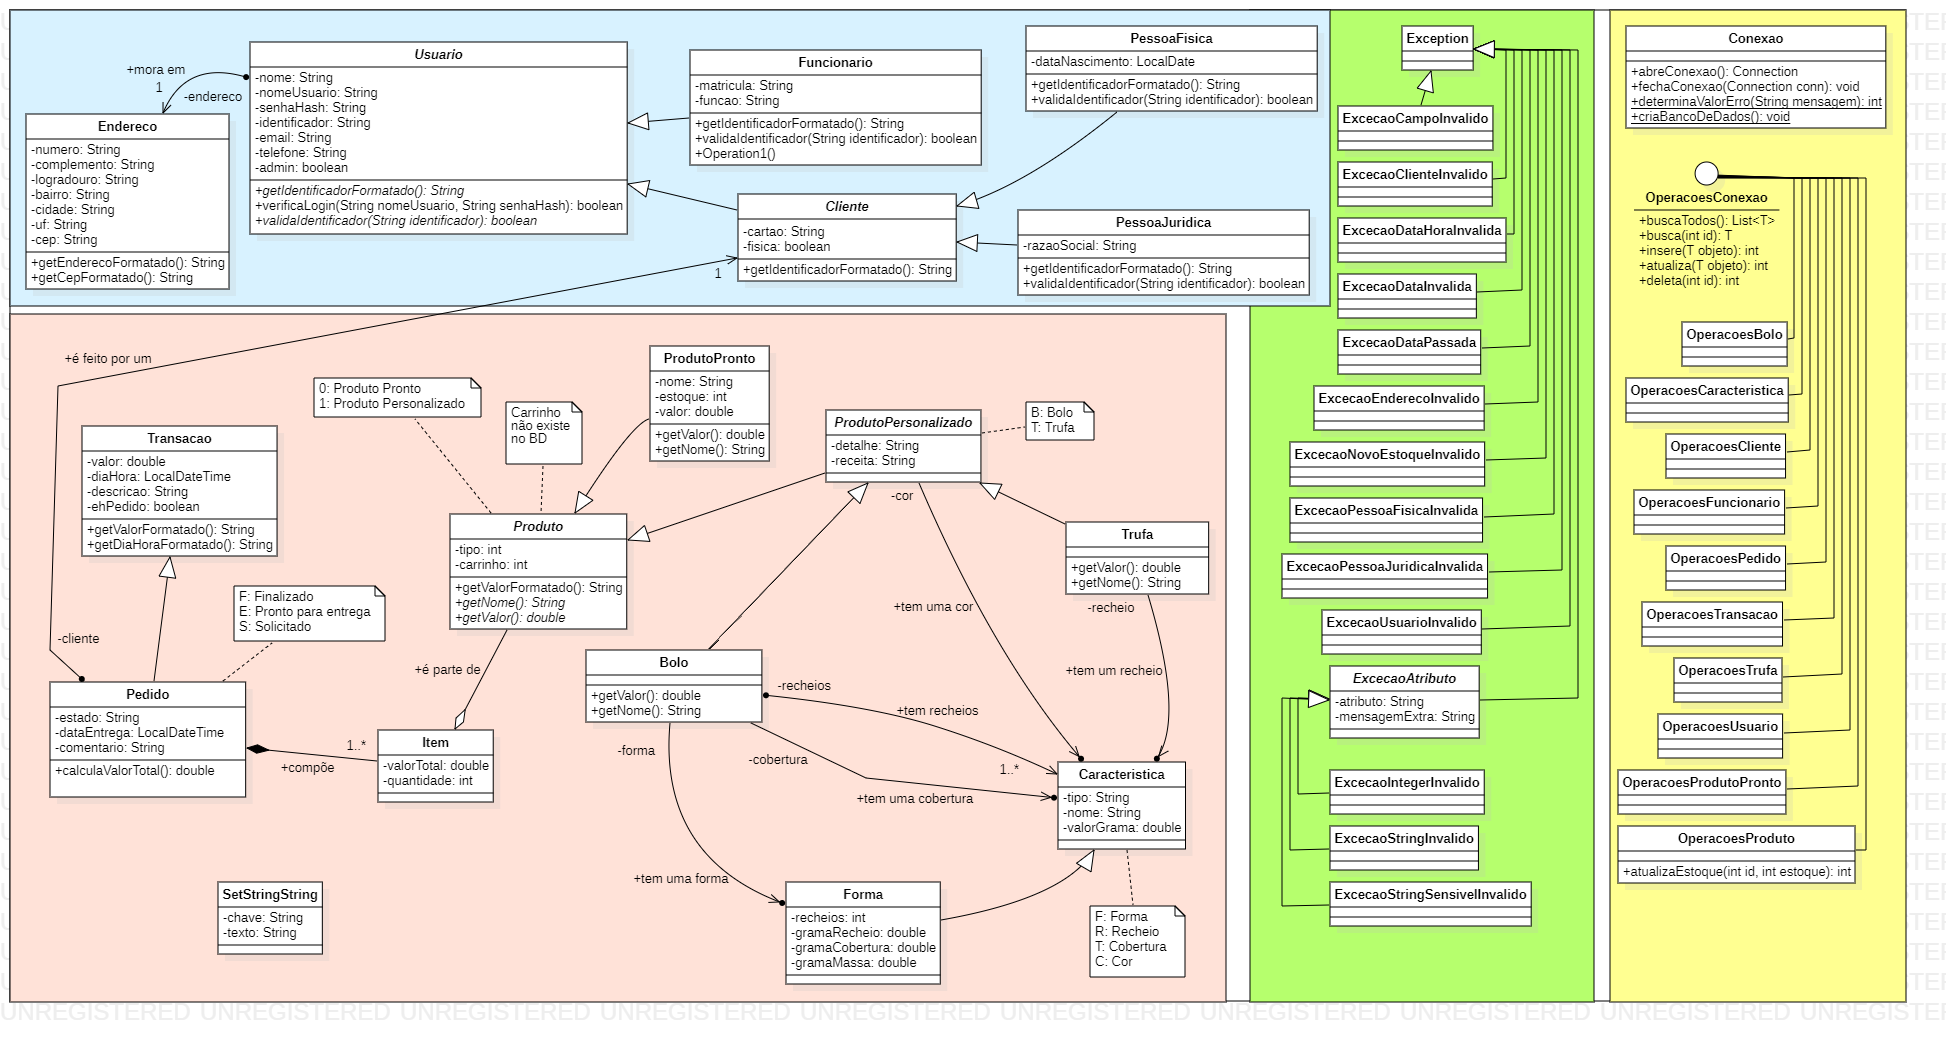 +mora em
1
-endereco
Endereco
-numero: String
-complemento: String
-logradouro: String
-bairro: String
-cidade: String
-uf: String
-cep: String
+getEnderecoFormatado(): String
+getCepFormatado(): String
Usuario
-nome: String
-nomeUsuario: String
-senhaHash: String
-identificador: String
-email: String
-telefone: String
-admin: boolean
+getIdentificadorFormatado(): String
+verificaLogin(String nomeUsuario, String senhaHash): boolean
+validaIdentificador(String identificador): boolean
Funcionario
-matricula: String
-funcao: String
+getIdentificadorFormatado(): String
+validaIdentificador(String identificador): boolean
+Operation1()
PessoaFisica
-dataNascimento: LocalDate
+getIdentificadorFormatado(): String
+validaIdentificador(String identificador): boolean
Cliente
-cartao: String
-fisica: boolean
+getIdentificadorFormatado(): String
1
PessoaJuridica
-razaoSocial: String
+getIdentificadorFormatado(): String
+validaIdentificador(String identificador): boolean
+é feito por um
0: Produto Pronto
1: Produto Personalizado
Carrinho
não existe
no BD
ProdutoPronto
-nome: String
-estoque: int
-valor: double
+getValor(): double
+getNome(): String
ProdutoPersonalizado
-detalhe: String
-receita: String
B: Bolo
T: Trufa
Transacao
-valor: double
-diaHora: LocalDateTime
-descricao: String
-ehPedido: boolean
+getValorFormatado(): String
+getDiaHoraFormatado(): String
Produto
-tipo: int
-carrinho: int
+getValorFormatado(): String
+getNome(): String
+getValor(): double
-cor
Trufa
+getValor(): double
+getNome(): String
-recheio
+tem uma cor
+tem um recheio
F: Finalizado
E: Pronto para entrega
S: Solicitado
-cliente
+é parte de
Pedido
-estado: String
-dataEntrega: LocalDateTime
-comentario: String
+calculaValorTotal(): double
1..*
+compõe
Item
-valorTotal: double
-quantidade: int
Bolo
+getValor(): double
+getNome(): String
-recheios
+tem recheios
-forma
-cobertura
1..*
+tem uma cobertura
Caracteristica
-tipo: String
-nome: String
-valorGrama: double
+tem uma forma
SetStringString
-chave: String
-texto: String
Forma
-recheios: int
-gramaRecheio: double
-gramaCobertura: double
-gramaMassa: double
F: Forma
R: Recheio
T: Cobertura
C: Cor
Exception
ExcecaoCampoInvalido
ExcecaoClienteInvalido
ExcecaoDataHoraInvalida
ExcecaoDataInvalida
ExcecaoDataPassada
ExcecaoEnderecoInvalido
ExcecaoNovoEstoqueInvalido
ExcecaoPessoaFisicaInvalida
ExcecaoPessoaJuridicaInvalida
ExcecaoUsuarioInvalido
ExcecaoAtributo
-atributo: String
-mensagemExtra: String
ExcecaoIntegerInvalido
ExcecaoStringInvalido
ExcecaoStringSensivelInvalido
Conexao
+abreConexao(): Connection
+fechaConexao(Connection conn): void
+determinaValorErro(String mensagem): int
+criaBancoDeDados(): void
OperacoesConexao
+buscaTodos(): List<T>
+busca(int id): T
+insere(T objeto): int
+atualiza(T objeto): int
+deleta(int id): int
OperacoesBolo
OperacoesCaracteristica
OperacoesCliente
OperacoesFuncionario
OperacoesPedido
OperacoesTransacao
OperacoesTrufa
OperacoesUsuario
OperacoesProdutoPronto
OperacoesProduto
+atualizaEstoque(int id, int estoque): int
UNREGISTERED UNREGISTERED UNREGISTERED UNREGISTERED UNREGISTERED UNREGISTERED UNREGISTERED UNREGISTERED UNREGISTERED UNREGISTER